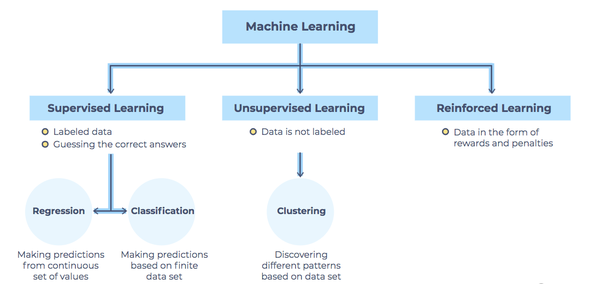 Machine Learning
Supervised Learning
Labeled data
Guessing the correct answers
Unsupervised Learning
Data is not labeled
Reinforced Learning
Data in the form of
rewards and penalties
Regression
Making predictions
from continuous
set of values
Classification
Making predictions
based on finite
data set
Clustering
Discovering
different patterns
based on data set